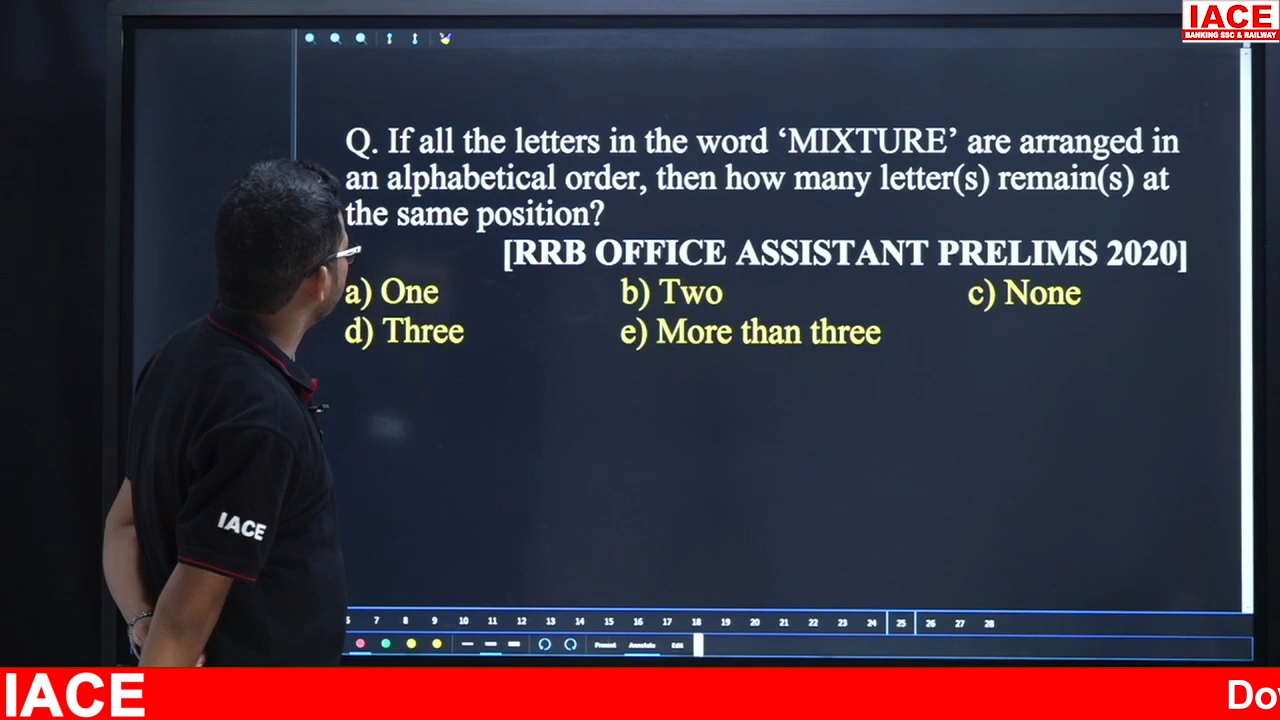 IACE
BANKING SSC & RAILWAY
Q. If all the letters in the word ‘MIXTURE’ are arranged in
an alphabetical order, then how many letter(s) remain(s) at
the same position?
[RRB OFFICE ASSISTANT PRELIMS 2020]
a) One b) Two c) None
d) Three e) More than three
IACE
7 8 9 10 11 12 13 14 15 16 17 18 19 20 21 22 23 24 25 26 27 28
Present Annotate Edit
IACE